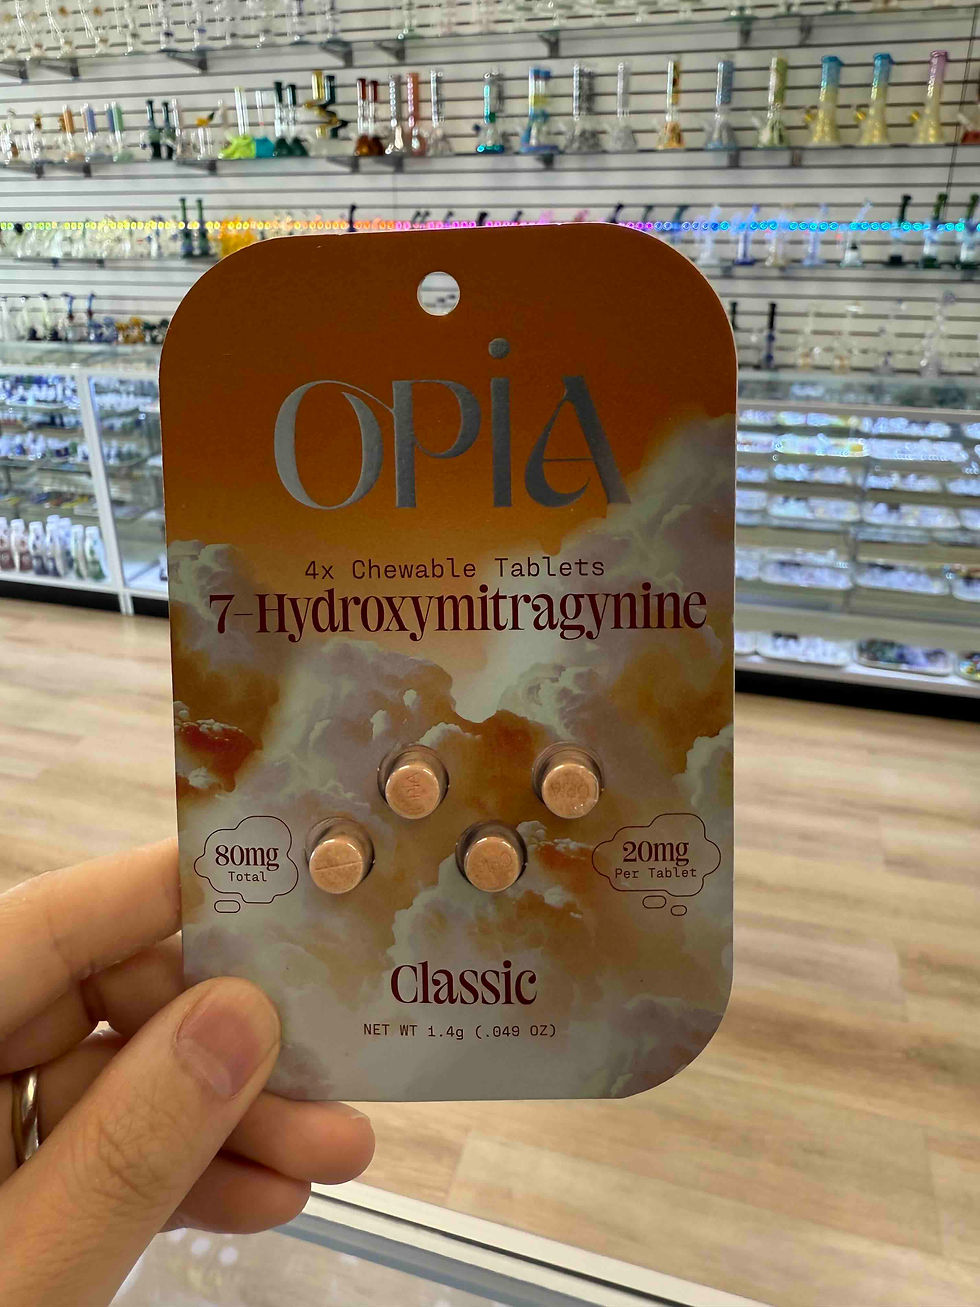 OPiA
4x Chewable Tablets
7-Hydroxymitragynine
80mg
Total
20mg
Per Tablet
Classic
NET WT 1.4g (.049 OZ)